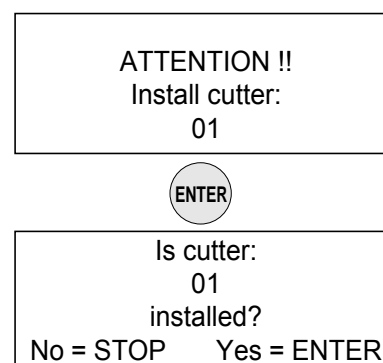 ATTENTION !!
Install cutter:
01
ENTER
Is cutter:
01
installed?
No = STOP Yes = ENTER